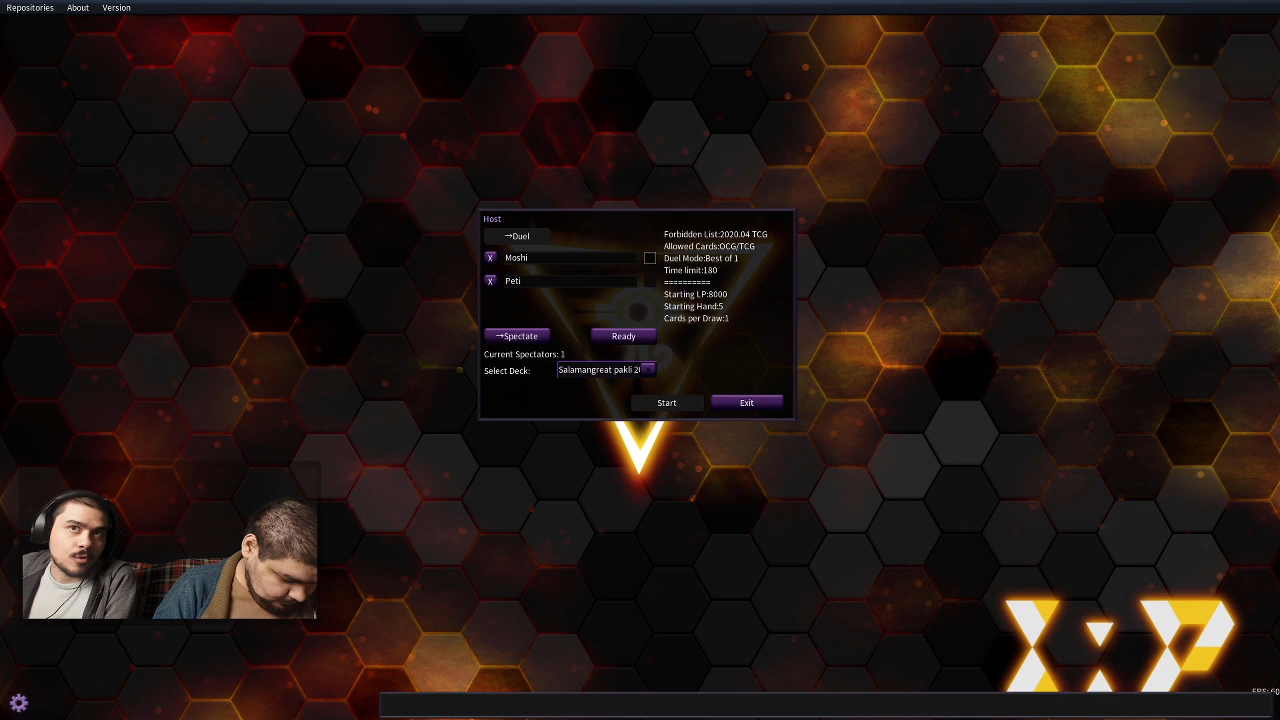 Repositories About Version
Host
→Duel
X Moshi
X Peti
Forbidden List:2020.04 TCG
Allowed Cards:OCG/TCG
Duel Mode:Best of 1
Time limit:180
==========
Starting LP:8000
Starting Hand:5
Cards per Draw:1
→Spectate Ready
Current Spectators: 1
Select Deck: Salamangreat pakli
Start Exit